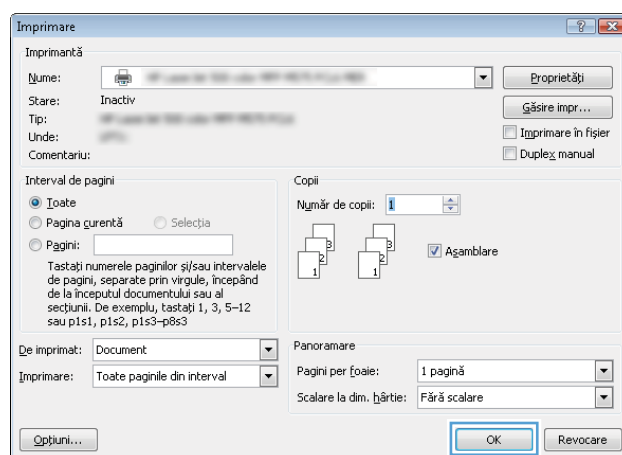 Imprimare
Imprimantă
Nume:
Proprietăți
Stare: Inactiv
Găsire impr...
Tip:
Unde:
Imprimare în fișier
Comentariu:
Duplex manual
Interval de pagini
Toate
Pagina curentă Selecția
Pagini:
Tastați numerele paginilor și/sau intervalele
de pagini, separate prin virgule, începând
de la începutul documentului sau al
secțiunii. De exemplu, tastați 1, 3, 5–12
sau p1s1, p1s2, p1s3–p8s3
Copii
Număr de copii: 1
3 3
2 2
1 1
Asamblare
De imprimat: Document
Imprimare: Toate paginile din interval
Panoramare
Pagini per foaie: 1 pagină
Scalare la dim. hârtie: Fără scalare
Opțiuni...
OK
Revocare